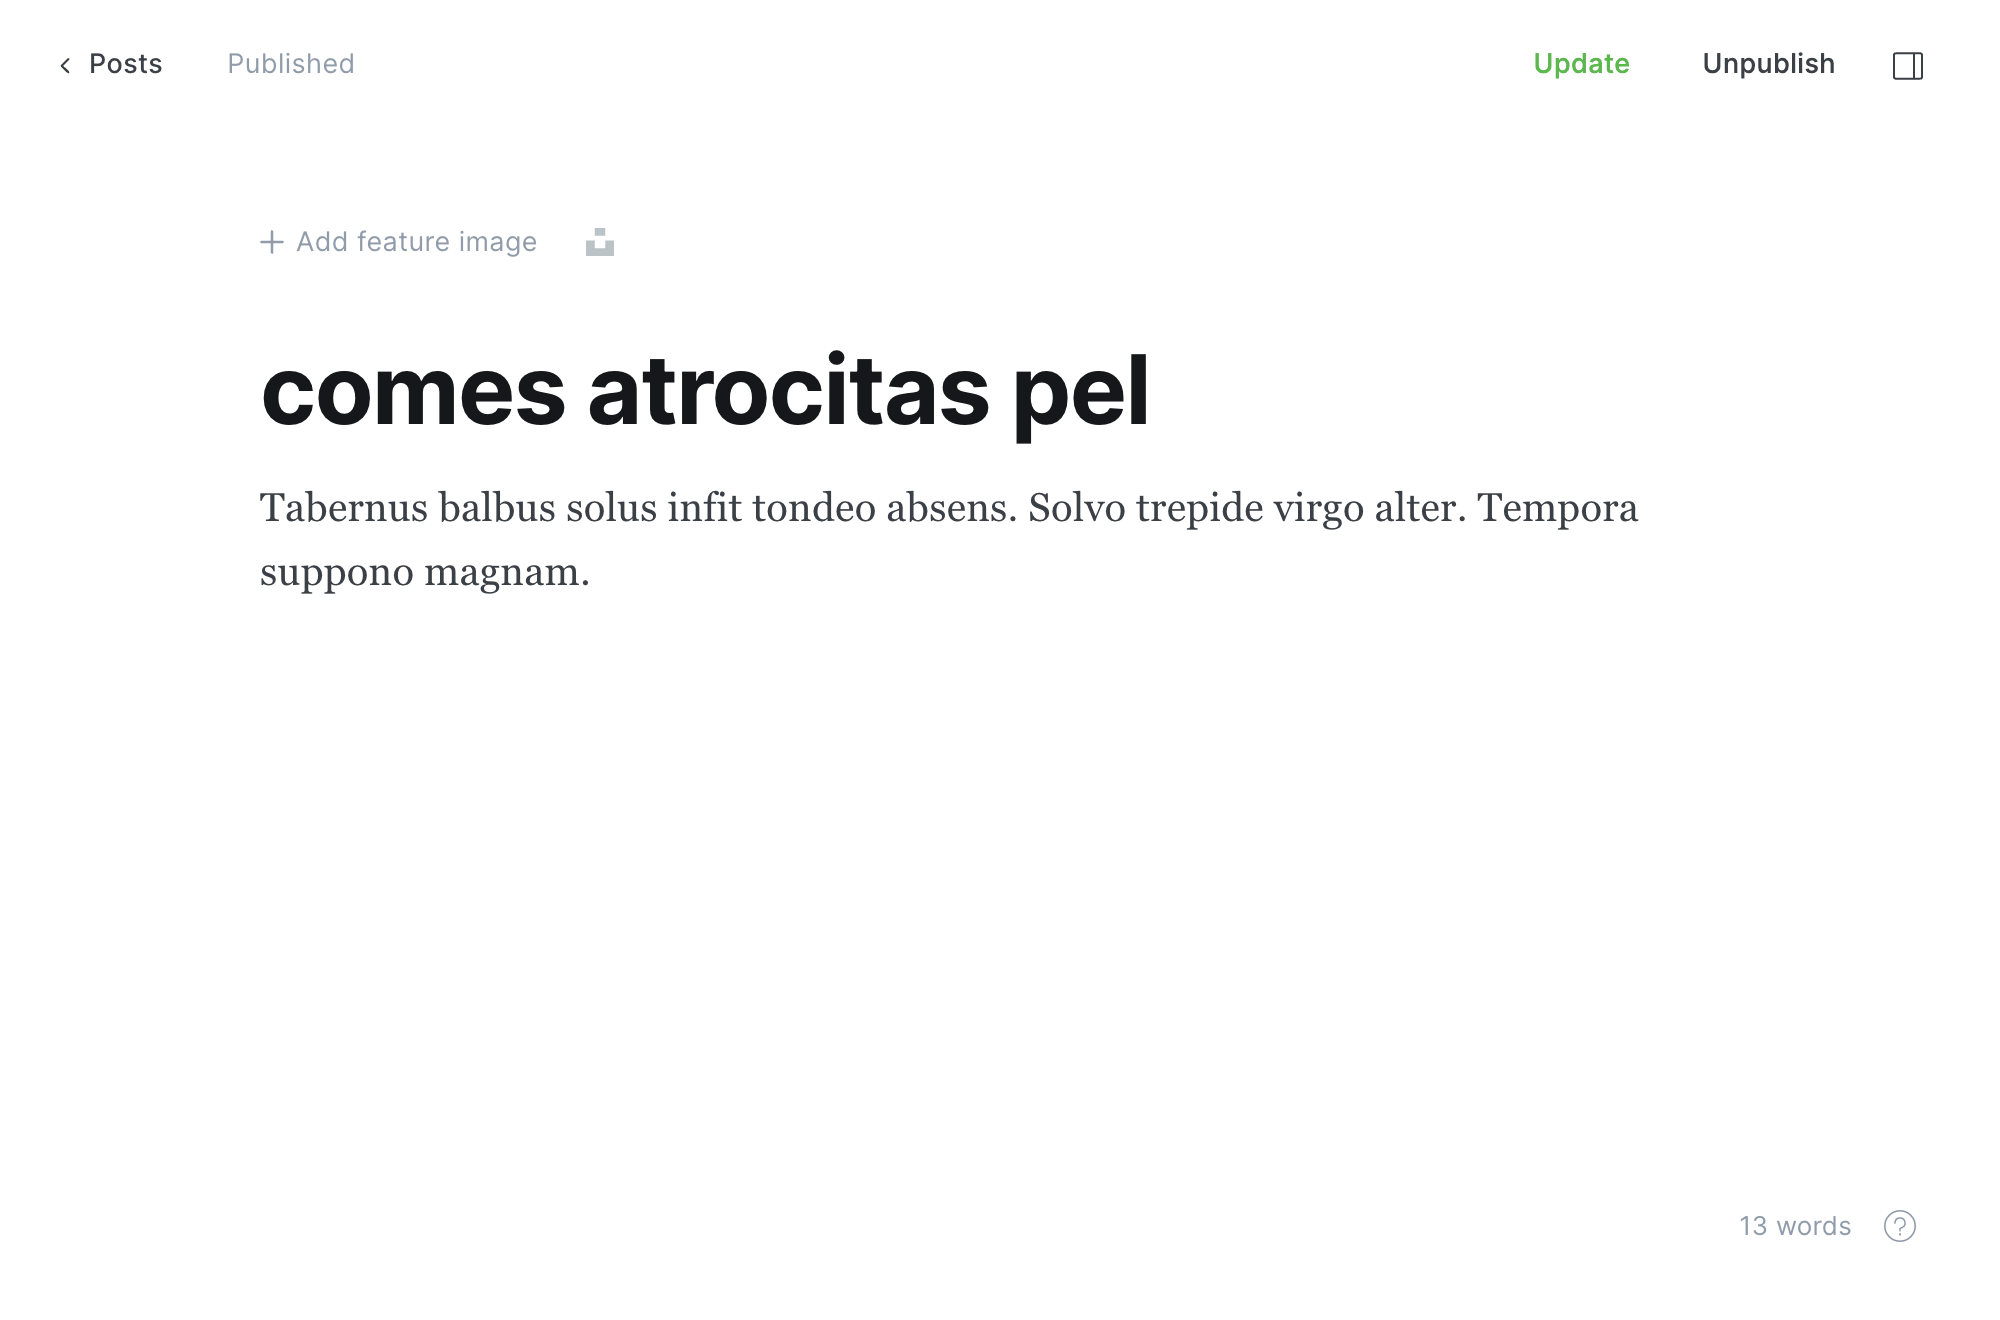 Posts Published Update Unpublish
Add feature image
comes atrocitas pel
Tabernus balbus solus infit tondeo absens. Solvo trepide virgo alter. Tempora
suppono magnam.
13 words ?